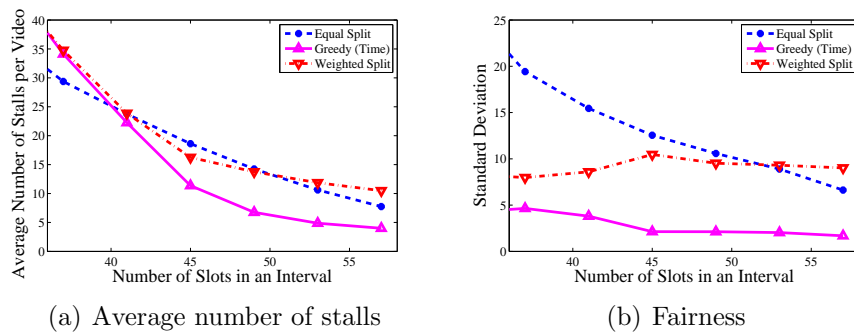 Average Number of Stalls per Video
40
35
30
25
20
15
10
5
0
40
45
50
55
Number of Slots in an Interval
Equal Split
Greedy (Time)
Weighted Split
(a) Average number of stalls
Standard Deviation
25
20
15
10
5
0
40
45
50
55
Number of Slots in an Interval
Equal Split
Greedy (Time)
Weighted Split
(b) Fairness